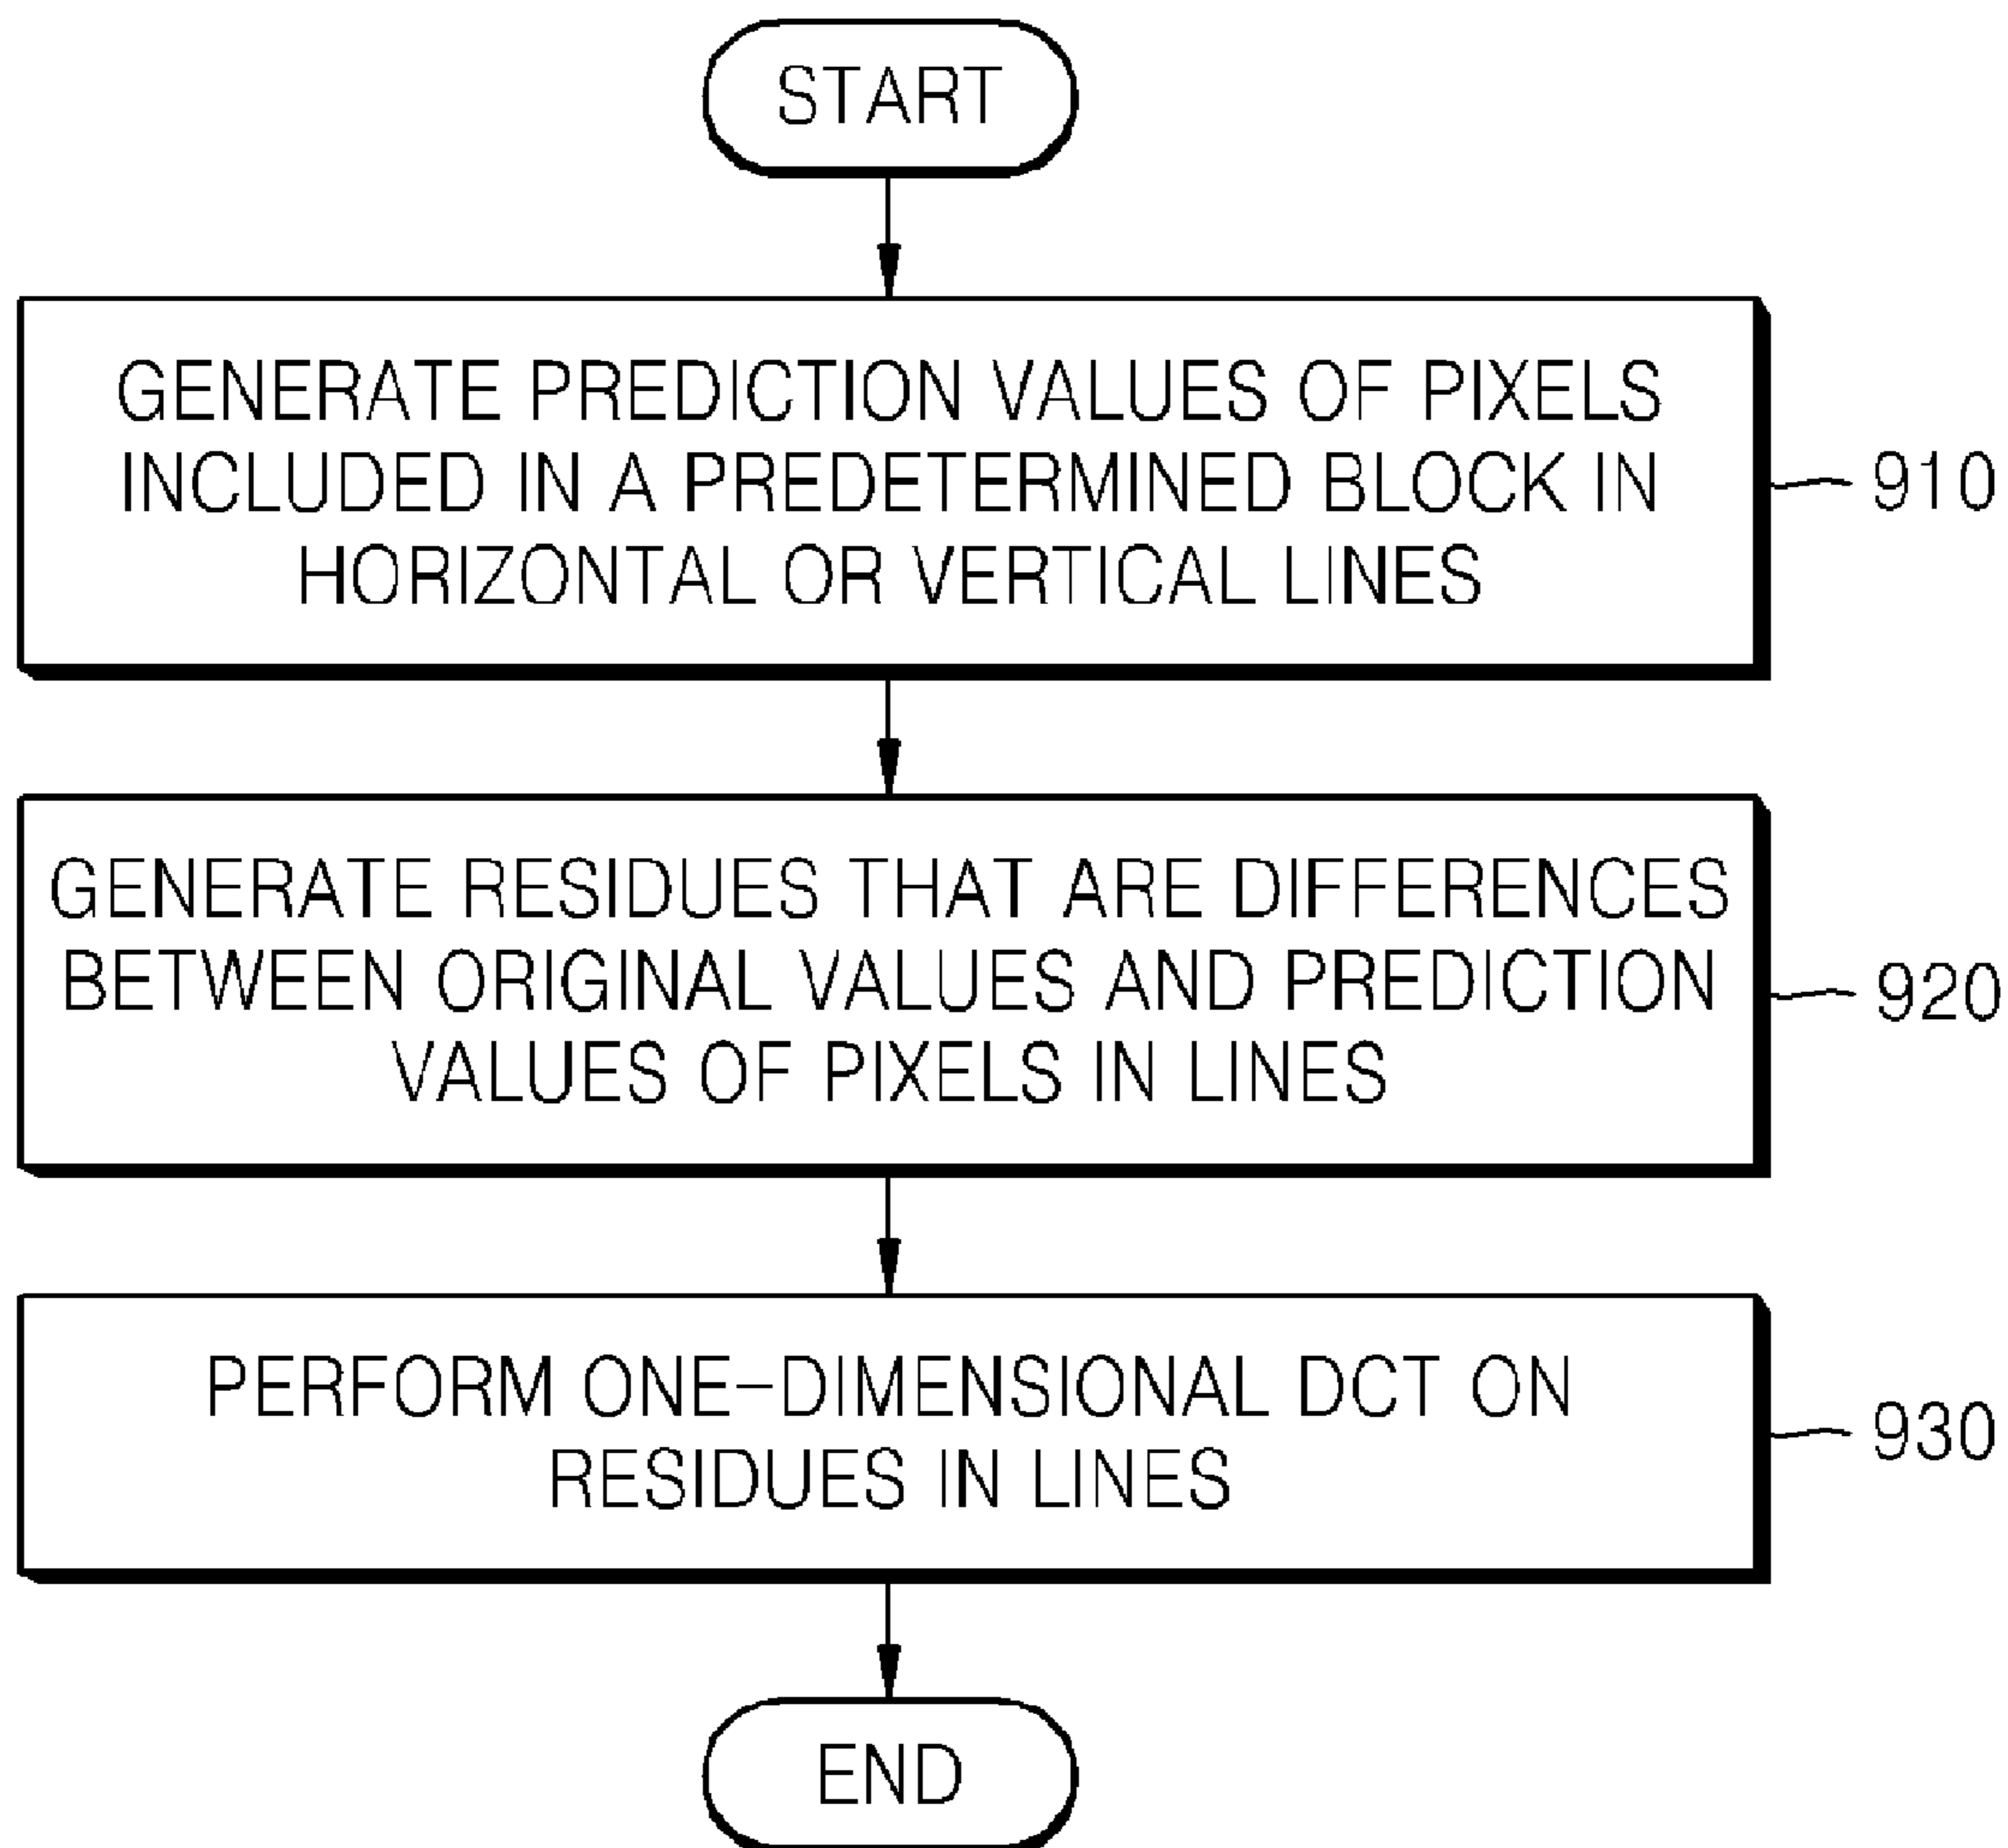 START
GENERATE PREDICTION VALUES OF PIXELS
INCLUDED IN A PREDETERMINED BLOCK IN
HORIZONTAL OR VERTICAL LINES
910
GENERATE RESIDUES THAT ARE DIFFERENCES
BETWEEN ORIGINAL VALUES AND PREDICTION
VALUES OF PIXELS IN LINES
920
PERFORM ONE-DIMENSIONAL DCT ON
RESIDUES IN LINES
930
END